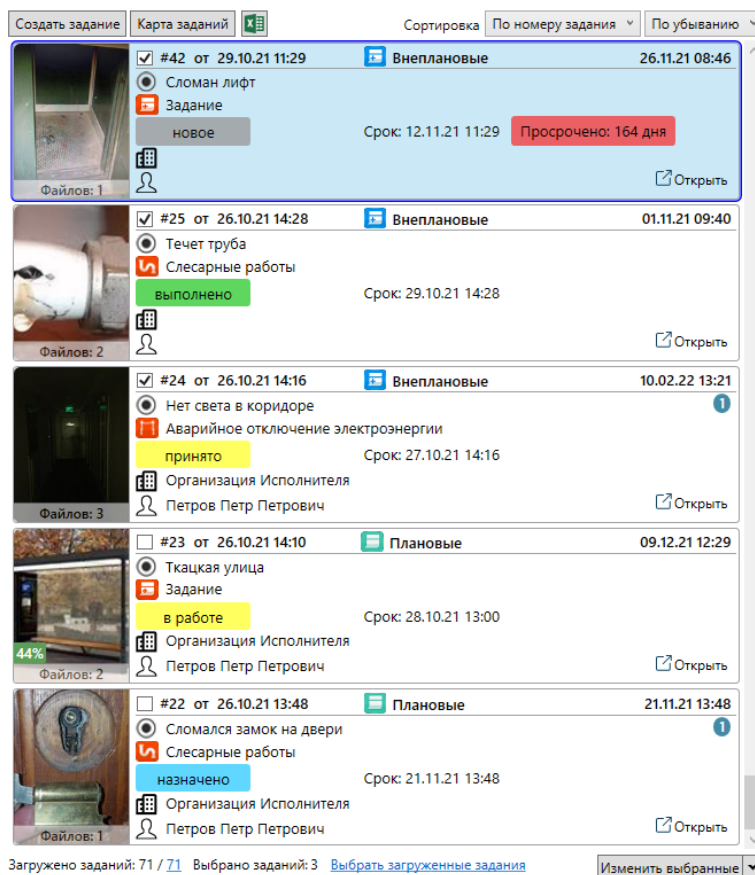 Создать задание Карта заданий Сортировка По номеру задания По убыванию
#42 от 29.10.21 11:29 Внеплановые 26.11.21 08:46
Сломан лифт
Задание
новое Срок: 12.11.21 11:29 Просрочено: 164 дня
Файлов: 1 Открыть
#25 от 26.10.21 14:28 Внеплановые 01.11.21 09:40
Течет труба
Слесарные работы
выполнено Срок: 29.10.21 14:28
Файлов: 2 Открыть
#24 от 26.10.21 14:16 Внеплановые 10.02.22 13:21
Нет света в коридоре 1
Аварийное отключение электроэнергии
принято Срок: 27.10.21 14:16
Организация Исполнителя
Файлов: 3 Петров Петр Петрович Открыть
#23 от 26.10.21 14:10 Плановые 09.12.21 12:29
Ткацкая улица
Задание
в работе Срок: 28.10.21 13:00
44% Организация Исполнителя
Файлов: 2 Петров Петр Петрович Открыть
#22 от 26.10.21 13:48 Плановые 21.11.21 13:48
Сломался замок на двери 1
Слесарные работы
назначено Срок: 21.11.21 13:48
Организация Исполнителя
Файлов: 1 Петров Петр Петрович Открыть
Загружено заданий: 71 / 71 Выбрано заданий: 3 Выбрать загруженные задания Изменить выбранные